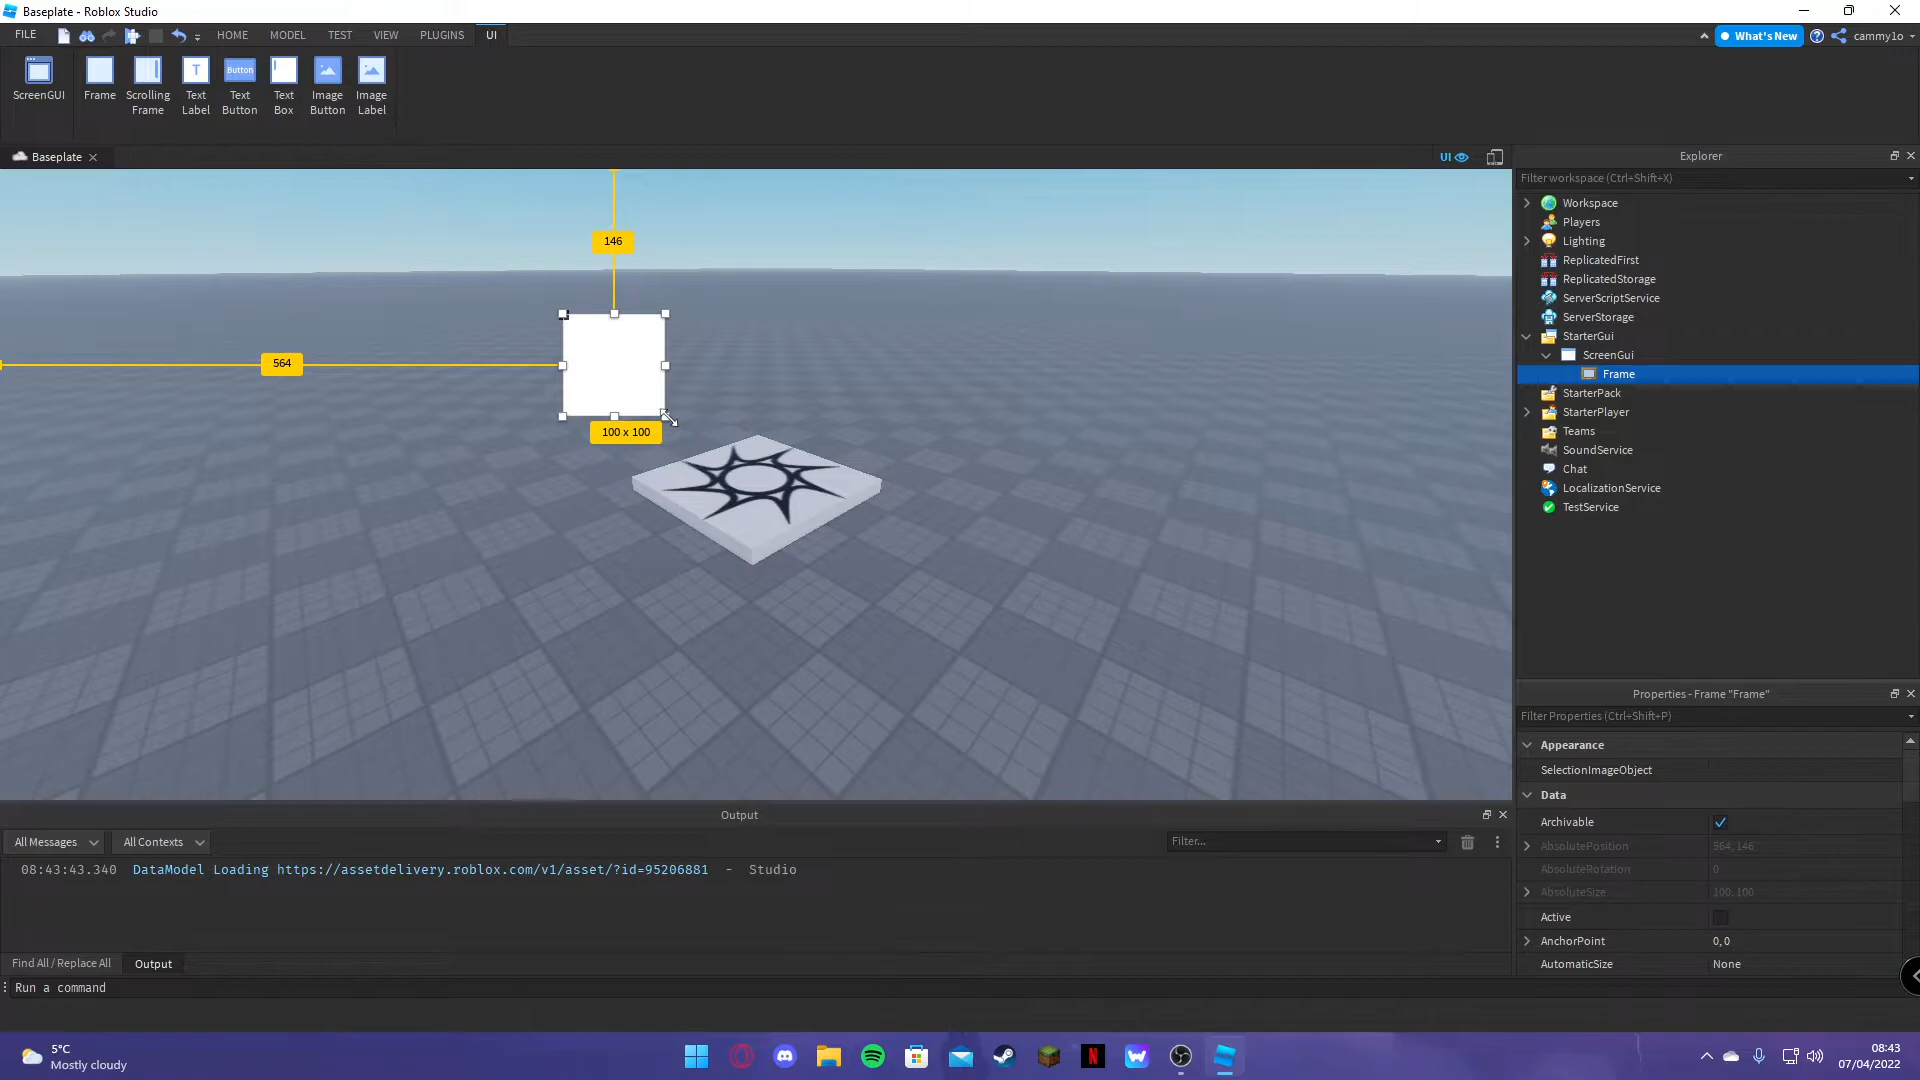 Baseplate - Roblox Studio
FILE
HOME
MODEL
TEST
VIEW
PLUGINS
UI
What's New
cammy1o
ScreenGUI
Frame
Scrolling Frame
Text Label
Button
Text Button
Text Box
Image Button
Image Label
Baseplate
UI
146
564
100 x 100
Explorer
Filter workspace (Ctrl+Shift+X)
Workspace
Players
Lighting
ReplicatedFirst
ReplicatedStorage
ServerScriptService
ServerStorage
StarterGui
ScreenGui
Frame
StarterPack
StarterPlayer
Teams
SoundService
Chat
LocalizationService
TestService
Properties - Frame "Frame"
Filter Properties (Ctrl+Shift+P)
Appearance
SelectionImageObject
Data
Archivable
AbsolutePosition 564, 146
AbsoluteRotation 0
AbsoluteSize 100, 100
Active
AnchorPoint 0, 0
AutomaticSize None
Output
All Messages
All Contexts
Filter...
08:43:43.340 DataModel Loading https://assetdelivery.roblox.com/v1/asset/?id=95206881 - Studio
Find All / Replace All
Output
Run a command
5°C
Mostly cloudy
08:43
07/04/2022